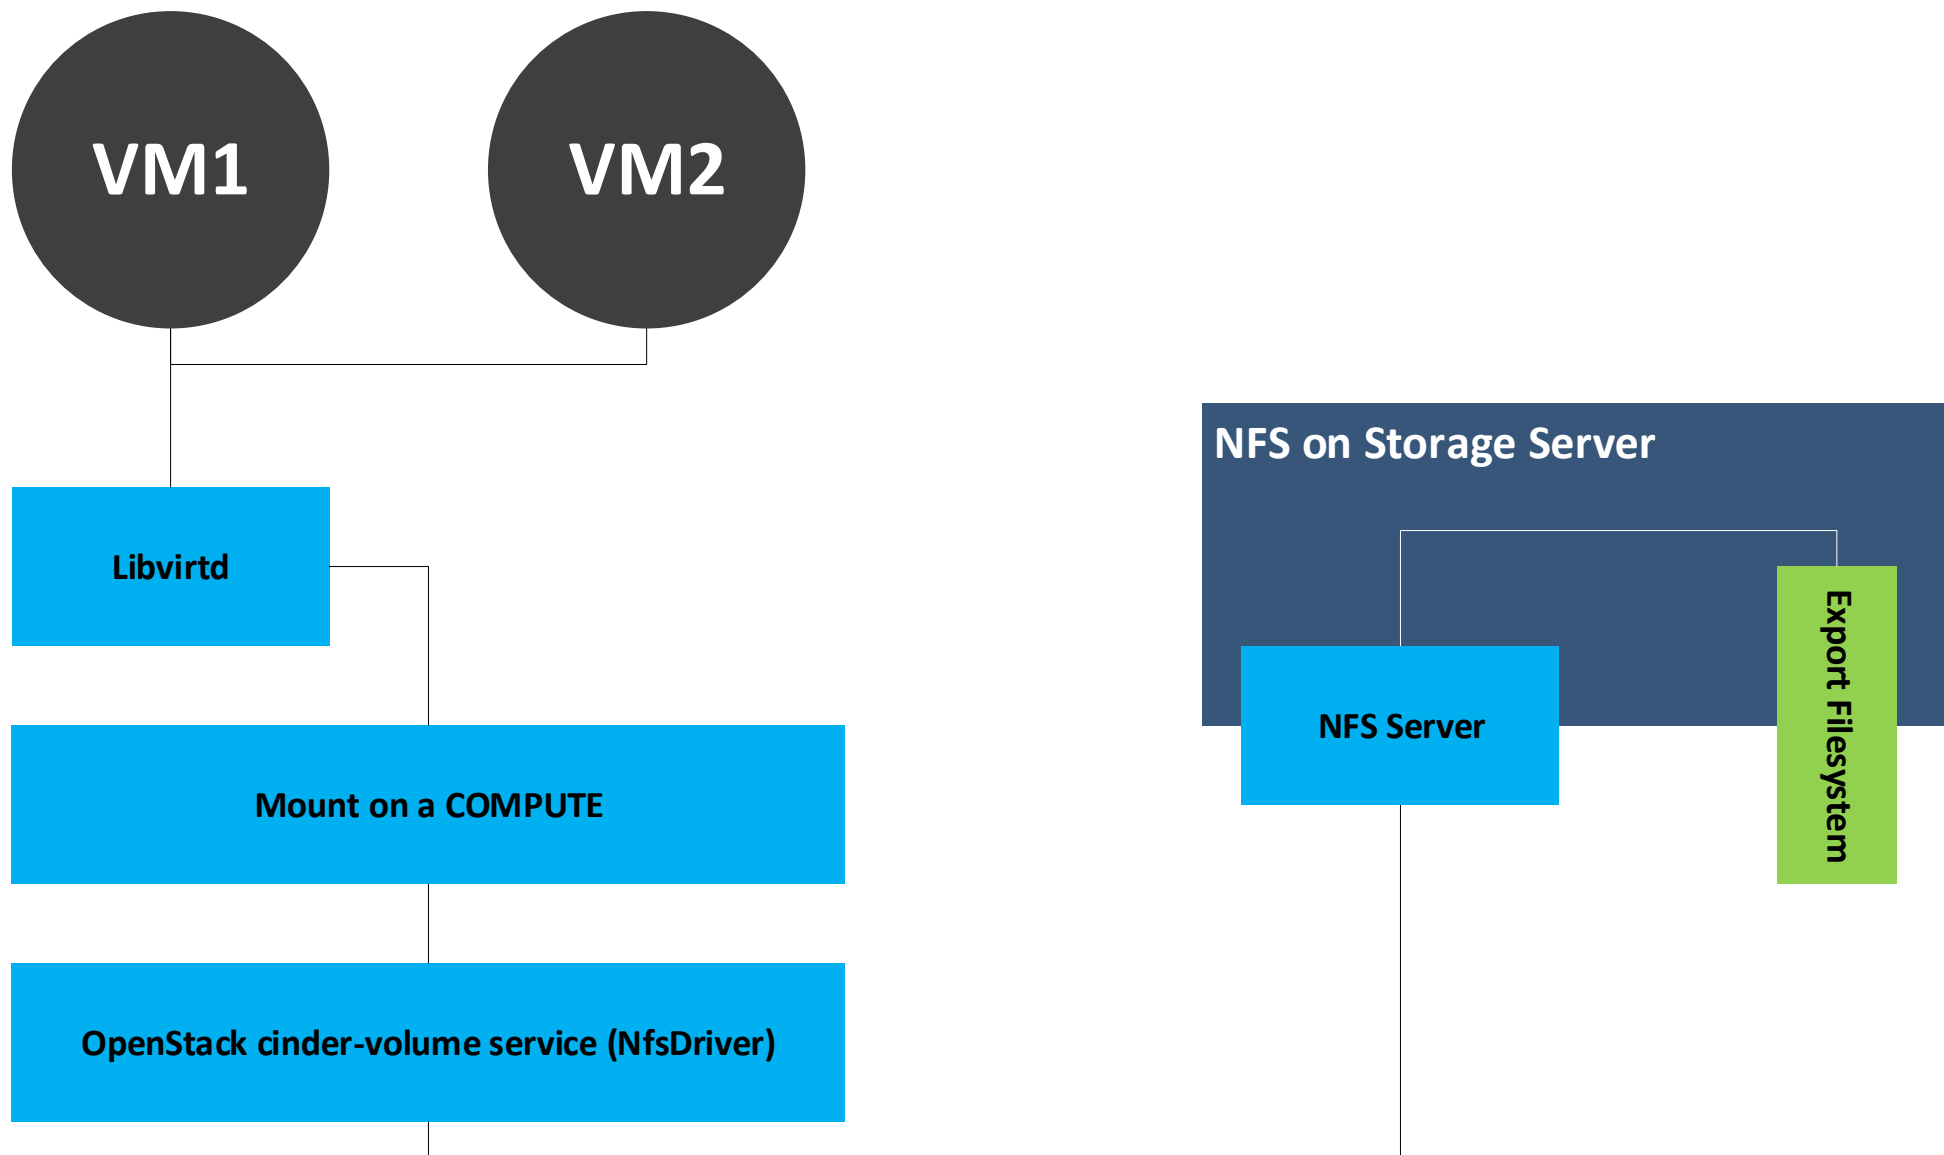 VM1
VM2
NFS on Storage Server
Libvirtd
Export Filesystem
NFS Server
Mount on a COMPUTE
OpenStack cinder-volume service (NfsDriver)